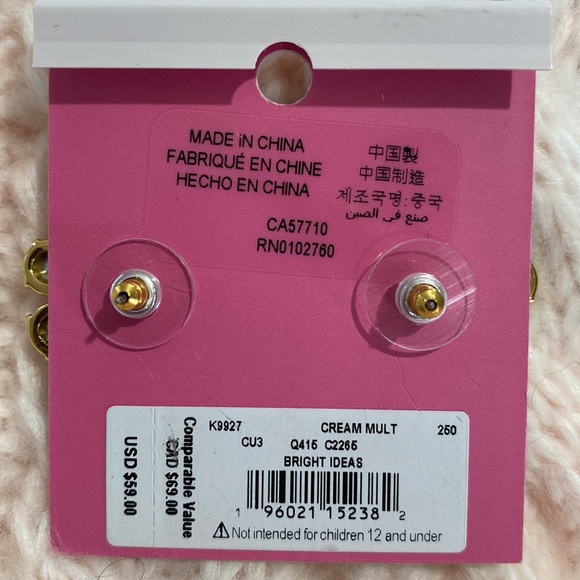 MADE iN CHINA
FABRIQUÉ EN CHINE
HECHO EN CHINA
中国製
中国制造
제조국명:중국
صنع في الصين
CA57710
RN0102760
K9927 CREAM MULT 250
CU3 Q415 C2265
BRIGHT IDEAS
1 96021 15238 2
⚠Not intended for children 12 and under
Comparable Value
CAD $69.00
USD $59.00